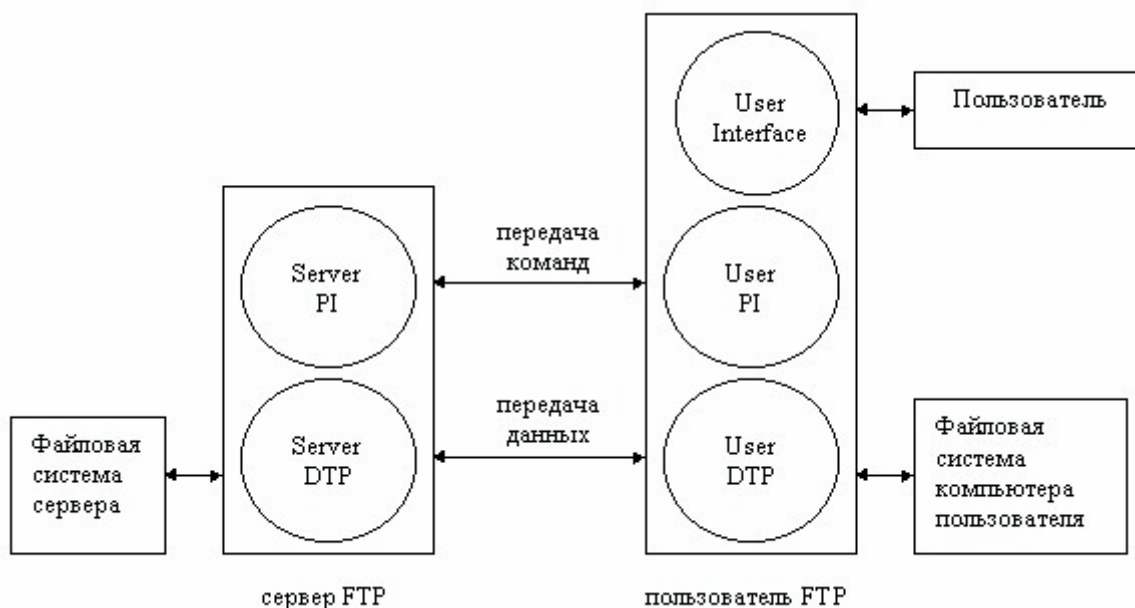 User
Interface
Пользователь
передача
команд
Server
PI
User
PI
передача
данных
Файловая
система
сервера
Server
DTP
User
DTP
Файловая
система
компьютера
пользователя
сервер FTP
пользователь FTP